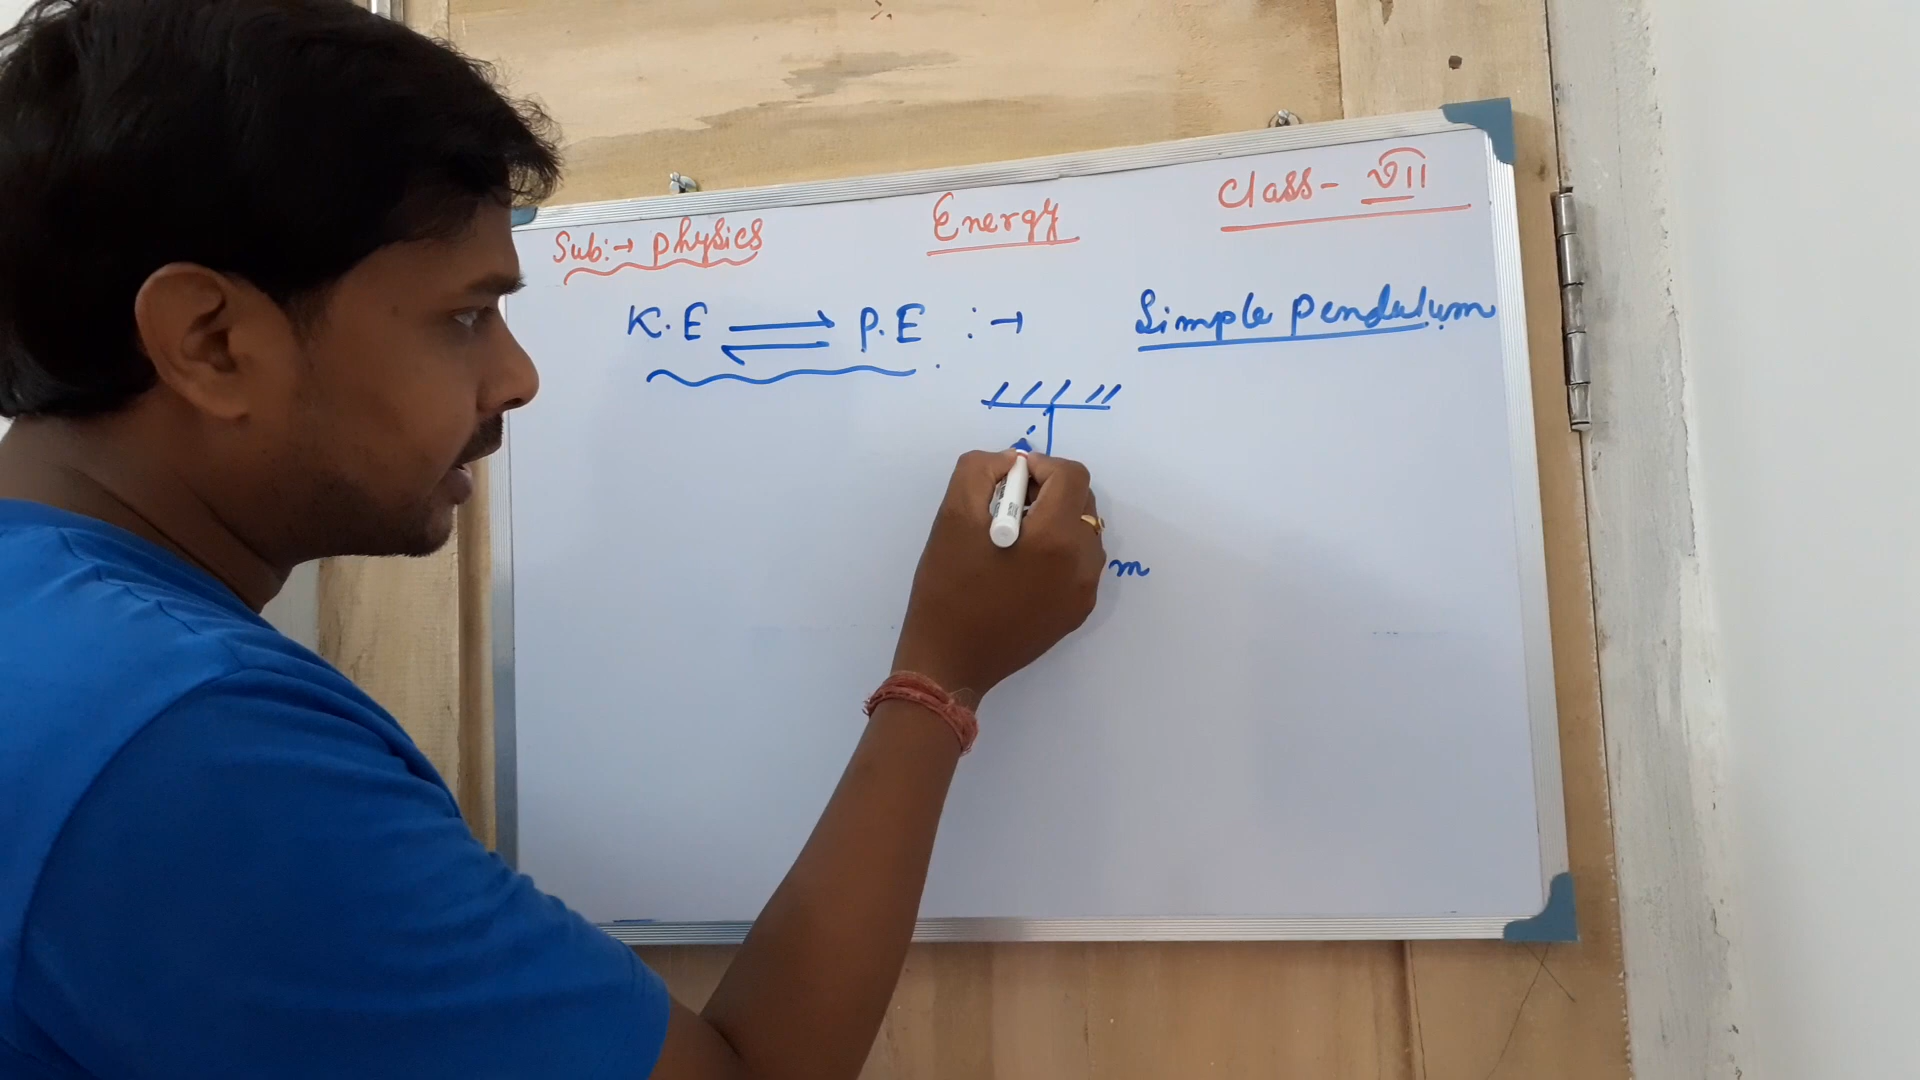 Sub:→ physics
Energy
Class- VII
K.E ⇌ P.E :→
Simple Pendulum
m